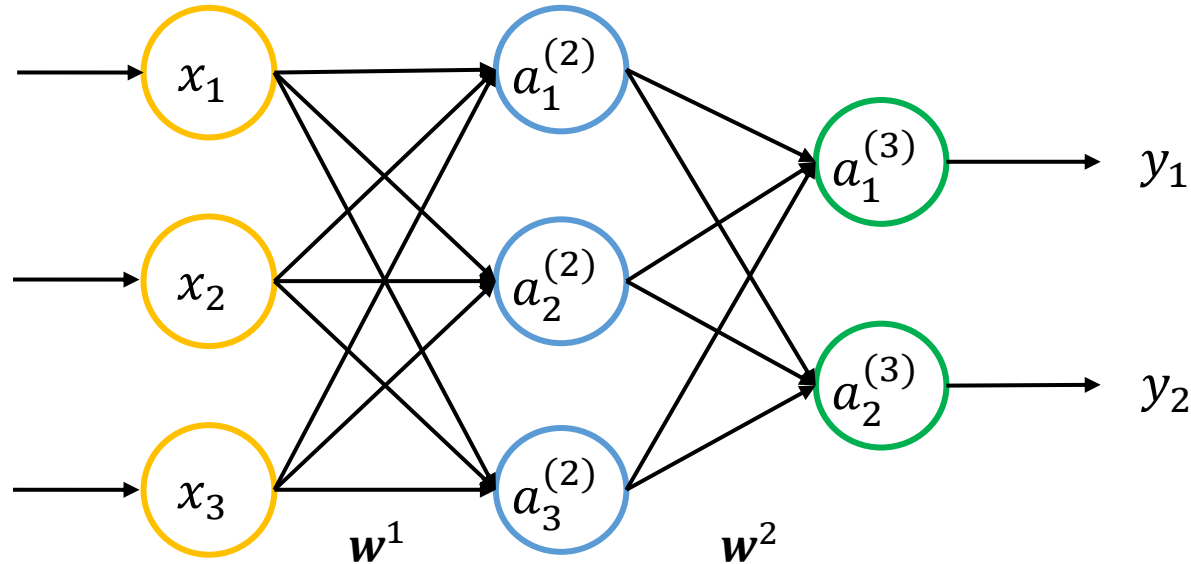 x₁
x₂
x₃
a₁⁽²⁾
a₂⁽²⁾
a₃⁽²⁾
a₁⁽³⁾
a₂⁽³⁾
y₁
y₂
w¹
w²